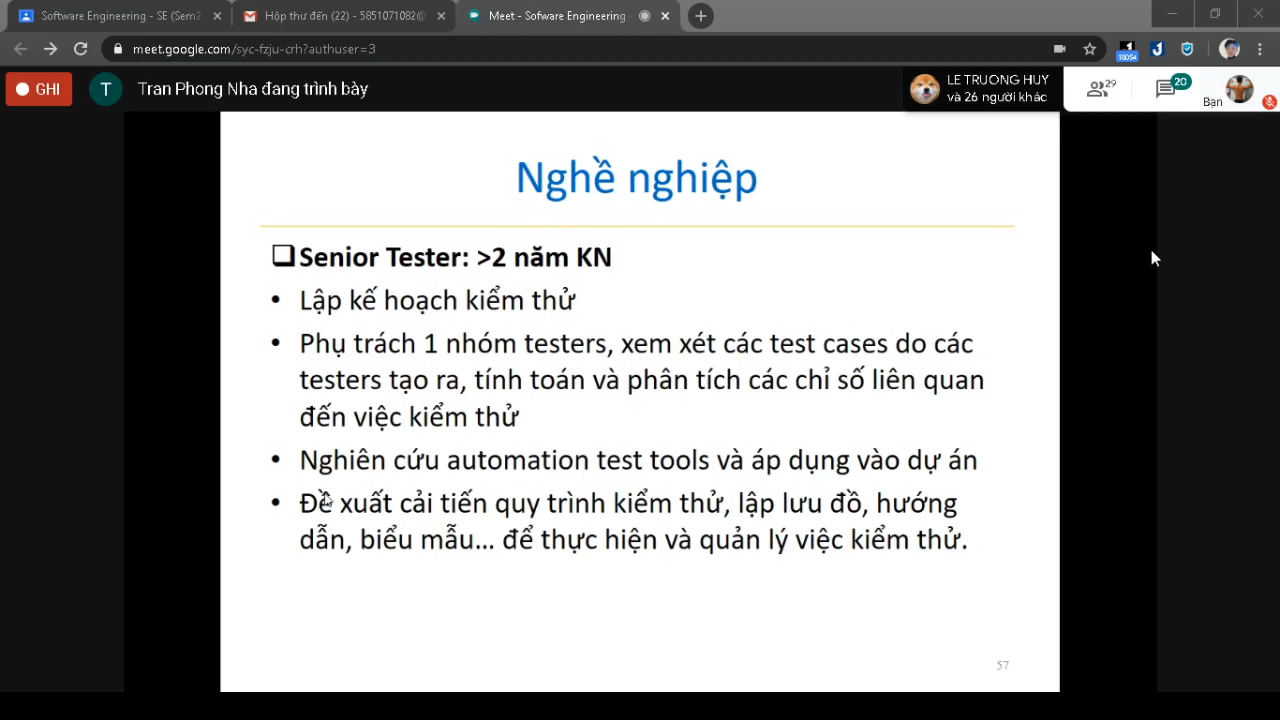 Software Engineering - SE (Sem2
Hộp thư đến (22) - 5851071082@
Meet - Sofware Engineering
meet.google.com/syc-fzju-crh?authuser=3
18054
GHI
T
Tran Phong Nha đang trình bày
LE TRUONG HUY
và 26 người khác
29
20
Bạn
Nghề nghiệp
Senior Tester: >2 năm KN
• Lập kế hoạch kiểm thử
• Phụ trách 1 nhóm testers, xem xét các test cases do các
testers tạo ra, tính toán và phân tích các chỉ số liên quan
đến việc kiểm thử
• Nghiên cứu automation test tools và áp dụng vào dự án
• Đề xuất cải tiến quy trình kiểm thử, lập lưu đồ, hướng
dẫn, biểu mẫu... để thực hiện và quản lý việc kiểm thử.
57